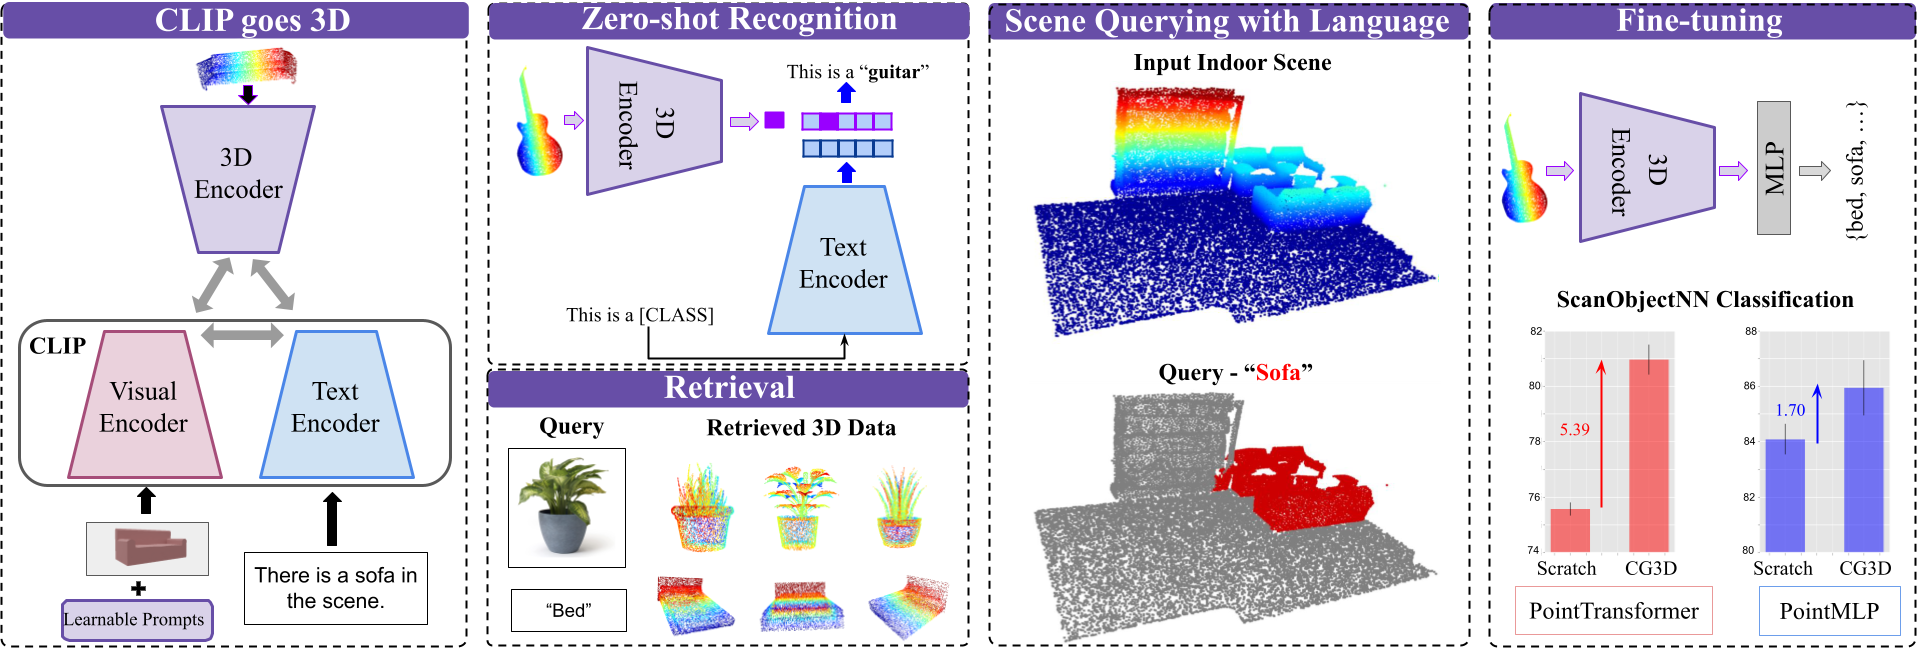 CLIP goes 3D
3D
Encoder
CLIP
Visual
Encoder
Text
Encoder
+
Learnable Prompts
There is a sofa in
the scene.
Zero-shot Recognition
3D
Encoder
This is a “guitar”
Text
Encoder
This is a [CLASS]
Retrieval
Query
Retrieved 3D Data
“Bed”
Scene Querying with Language
Input Indoor Scene
Query - “Sofa”
Fine-tuning
3D
Encoder
MLP
{bed, sofa, ...}
ScanObjectNN Classification
82
80
78
76
74
5.39
Scratch
CG3D
PointTransformer
88
86
84
82
80
1.70
Scratch
CG3D
PointMLP